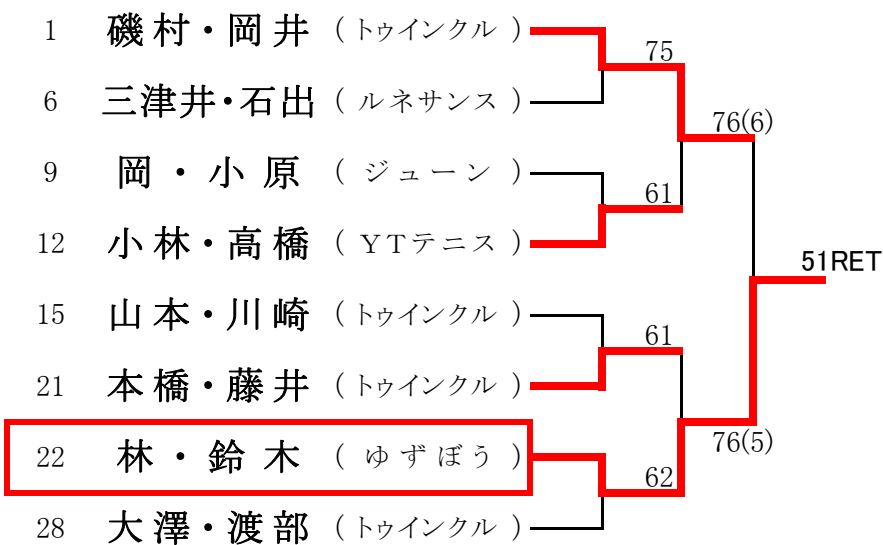 1 磯村・岡井 (トゥインクル)
75
6 三津井・石出 (ルネサンス)
76(6)
9 岡・小原 (ジューン)
61
12 小林・高橋 (YTテニス)
51RET
15 山本・川崎 (トゥインクル)
61
21 本橋・藤井 (トゥインクル)
76(5)
22 林・鈴木 (ゆずぼう)
62
28 大澤・渡部 (トゥインクル)